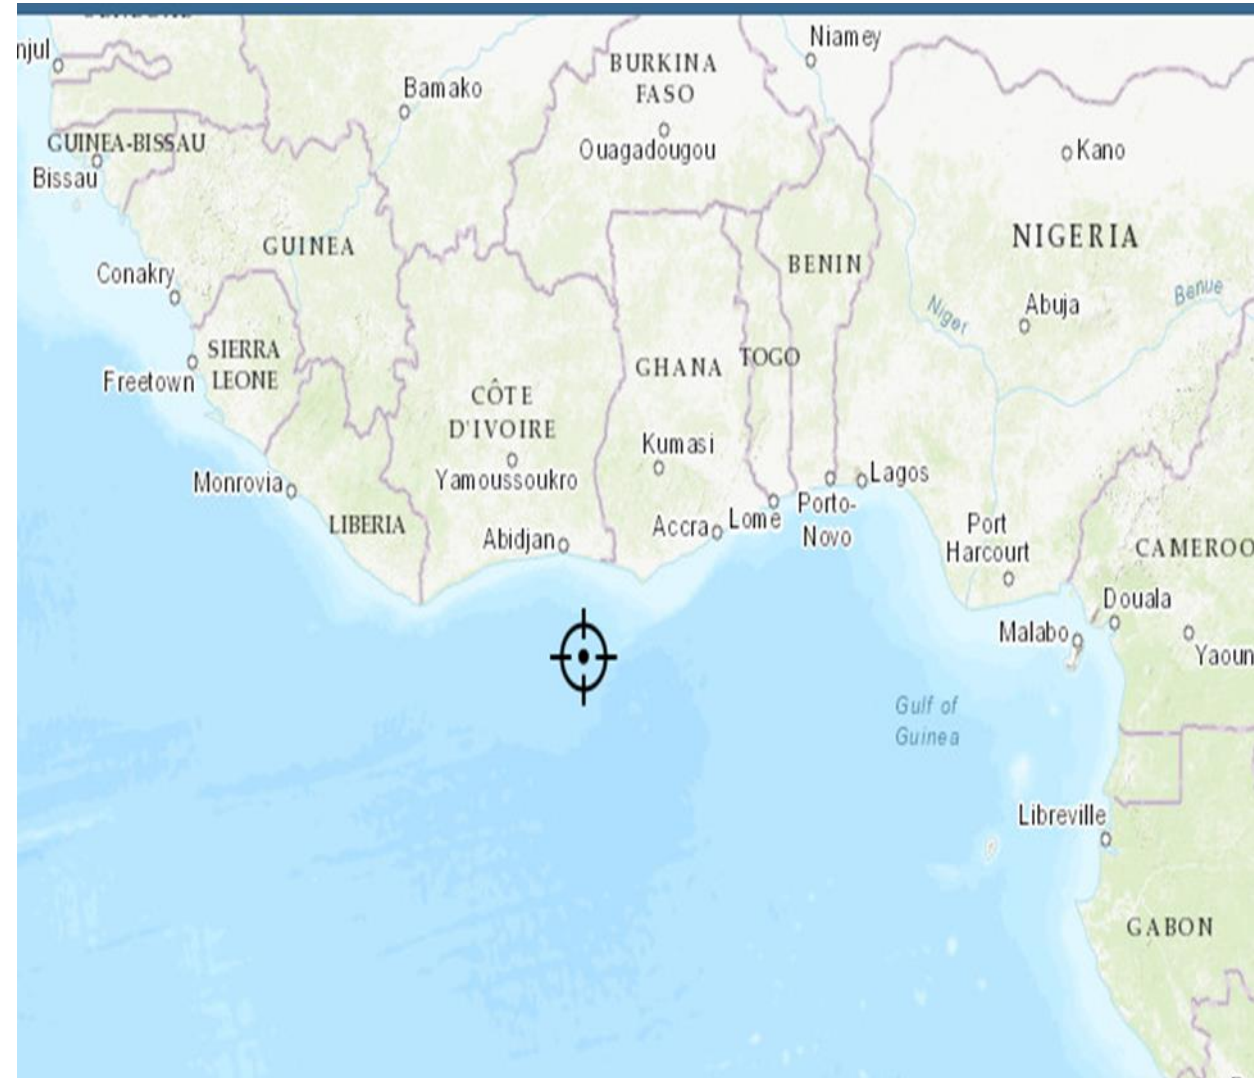 njul
Niamey
BURKINA
FASO
Bamako
Ouagadougou
Kano
GUINEA-BISSAU
Bissau
GUINEA
NIGERIA
BENIN
Conakry
Benue
Niger
Abuja
SIERRA
LEONE
Freetown
GHANA
TOGO
CÔTE
D'IVOIRE
Kumasi
Yamoussoukro
Lagos
Monrovia
LIBERIA
Abidjan
Accra
Lome
Porto-
Novo
Port
Harcourt
CAMEROO
Douala
Malabo
Yaoun
Gulf of
Guinea
Libreville
GABON